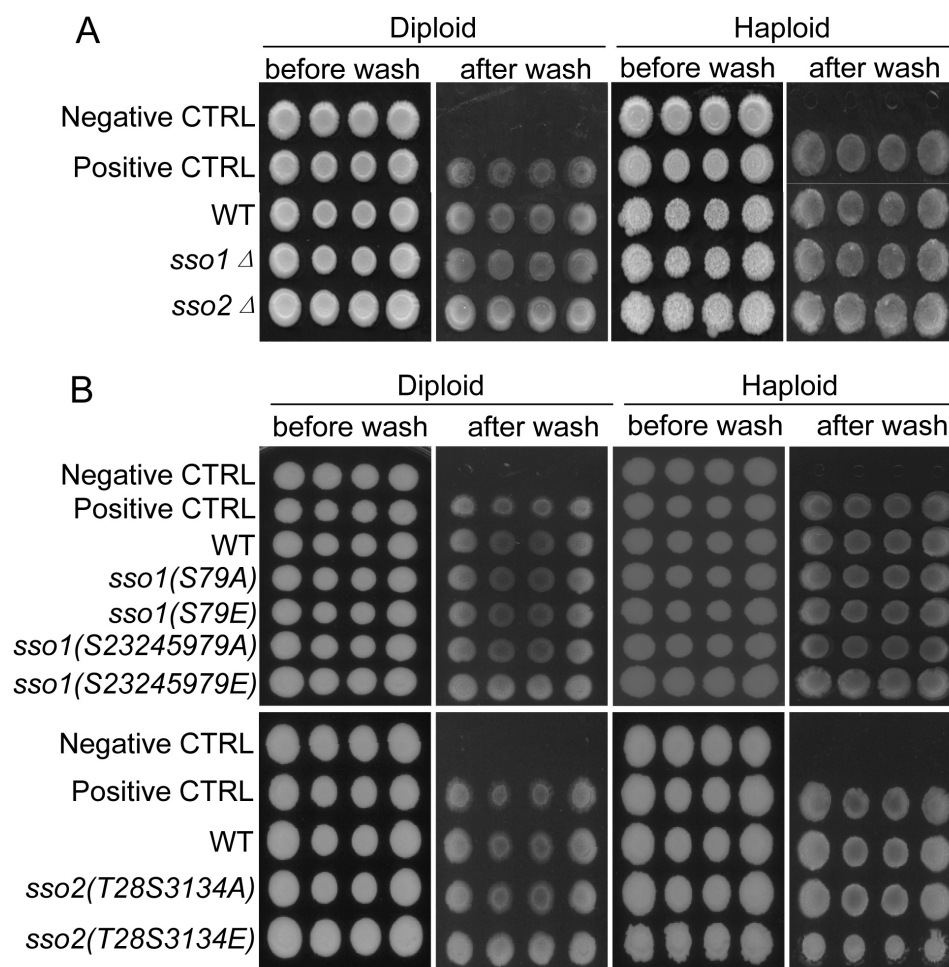 A
Diploid
Haploid
before wash
after wash
before wash
after wash
Negative CTRL
Positive CTRL
WT
sso1 Δ
sso2 Δ
B
Diploid
Haploid
before wash
after wash
before wash
after wash
Negative CTRL
Positive CTRL
WT
sso1(S79A)
sso1(S79E)
sso1(S23245979A)
sso1(S23245979E)
Negative CTRL
Positive CTRL
WT
sso2(T28S3134A)
sso2(T28S3134E)